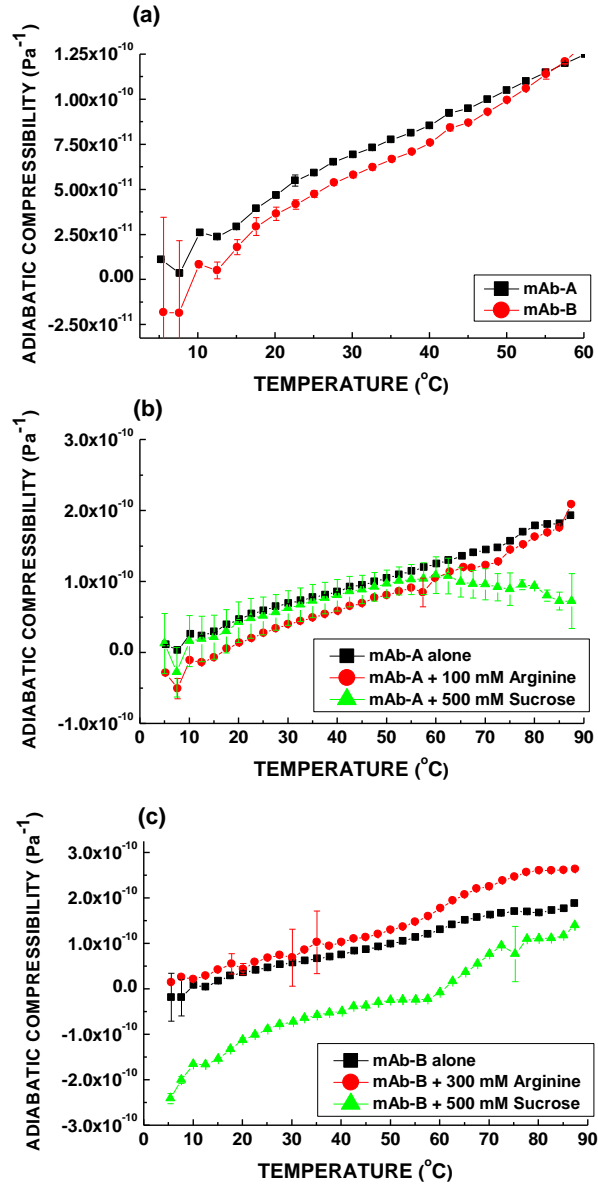 (a)
ADIABATIC COMPRESSIBILITY (Pa⁻¹)
1.25x10⁻¹⁰
1.00x10⁻¹⁰
7.50x10⁻¹¹
5.00x10⁻¹¹
2.50x10⁻¹¹
0.00
-2.50x10⁻¹¹
mAb-A
mAb-B
10 20 30 40 50 60
TEMPERATURE (°C)
(b)
ADIABATIC COMPRESSIBILITY (Pa⁻¹)
3.0x10⁻¹⁰
2.0x10⁻¹⁰
1.0x10⁻¹⁰
0.0
-1.0x10⁻¹⁰
mAb-A alone
mAb-A + 100 mM Arginine
mAb-A + 500 mM Sucrose
0 10 20 30 40 50 60 70 80 90
TEMPERATURE (°C)
(c)
ADIABATIC COMPRESSIBILITY (Pa⁻¹)
3.0x10⁻¹⁰
2.0x10⁻¹⁰
1.0x10⁻¹⁰
0.0
-1.0x10⁻¹⁰
-2.0x10⁻¹⁰
-3.0x10⁻¹⁰
mAb-B alone
mAb-B + 300 mM Arginine
mAb-B + 500 mM Sucrose
0 10 20 30 40 50 60 70 80 90
TEMPERATURE (°C)